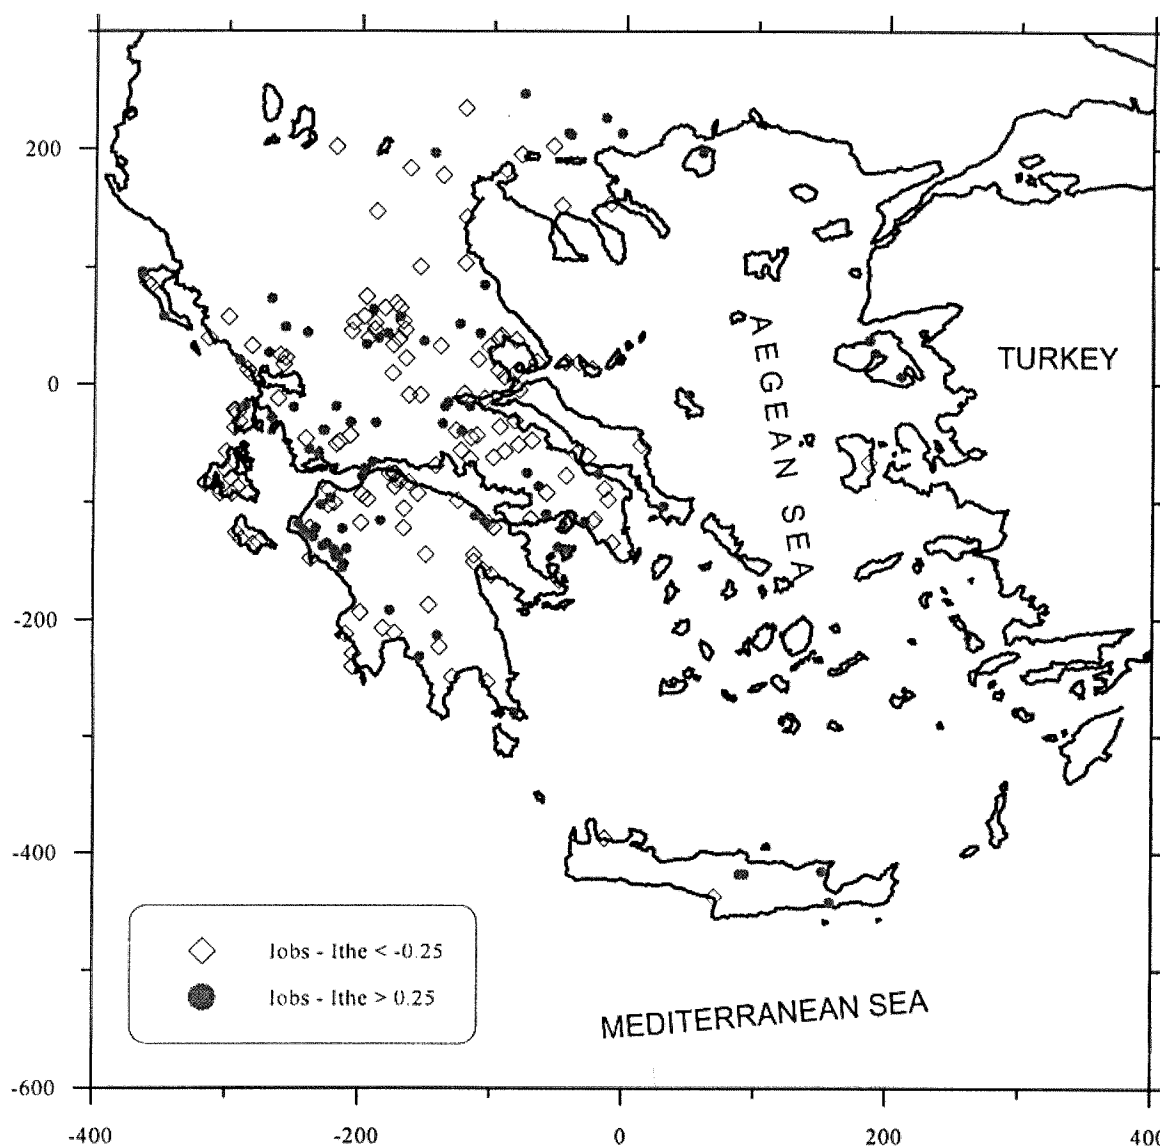 200
0
-200
-400
-600
-400
-200
0
200
400
AEGEAN SEA
TURKEY
MEDITERRANEAN SEA
Iobs - Ithe < -0.25
Iobs - Ithe > 0.25